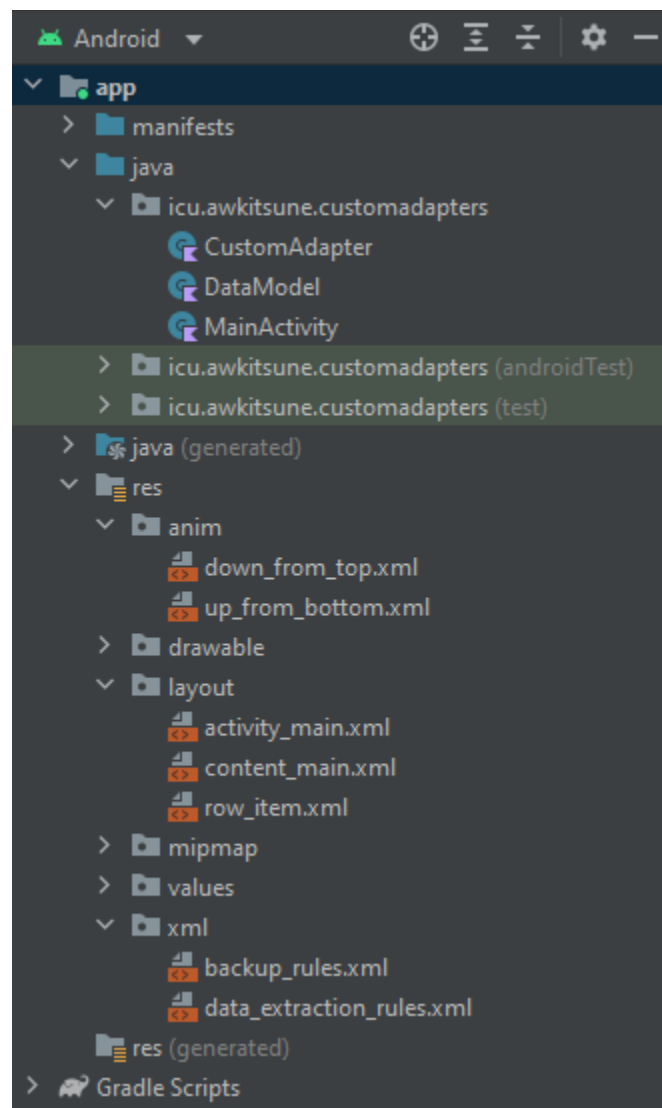 Android
app
manifests
java
icu.awkitsune.customadapters
CustomAdapter
DataModel
MainActivity
icu.awkitsune.customadapters (androidTest)
icu.awkitsune.customadapters (test)
java (generated)
res
anim
down_from_top.xml
up_from_bottom.xml
drawable
layout
activity_main.xml
content_main.xml
row_item.xml
mipmap
values
xml
backup_rules.xml
data_extraction_rules.xml
res (generated)
Gradle Scripts